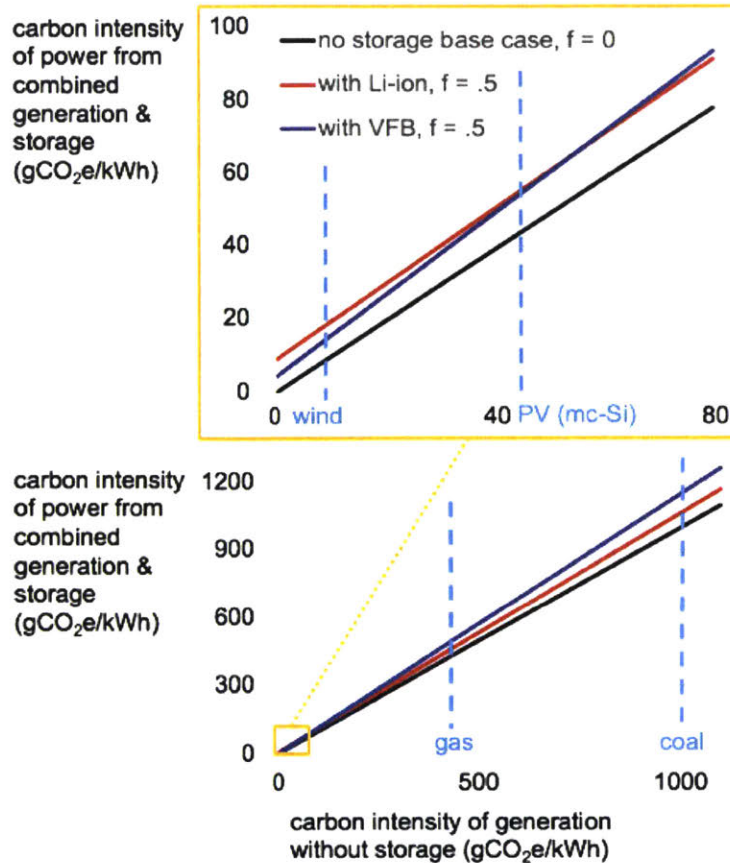 carbon intensity
of power from
combined
generation &
storage
(gCO₂e/kWh)
100
80
60
40
20
0
no storage base case, f = 0
with Li-ion, f = .5
with VFB, f = .5
0
wind
40
PV (mc-Si)
80
carbon intensity
of power from
combined
generation &
storage
(gCO₂e/kWh)
1200
900
600
300
0
gas
coal
0
500
1000
carbon intensity of generation
without storage (gCO₂e/kWh)